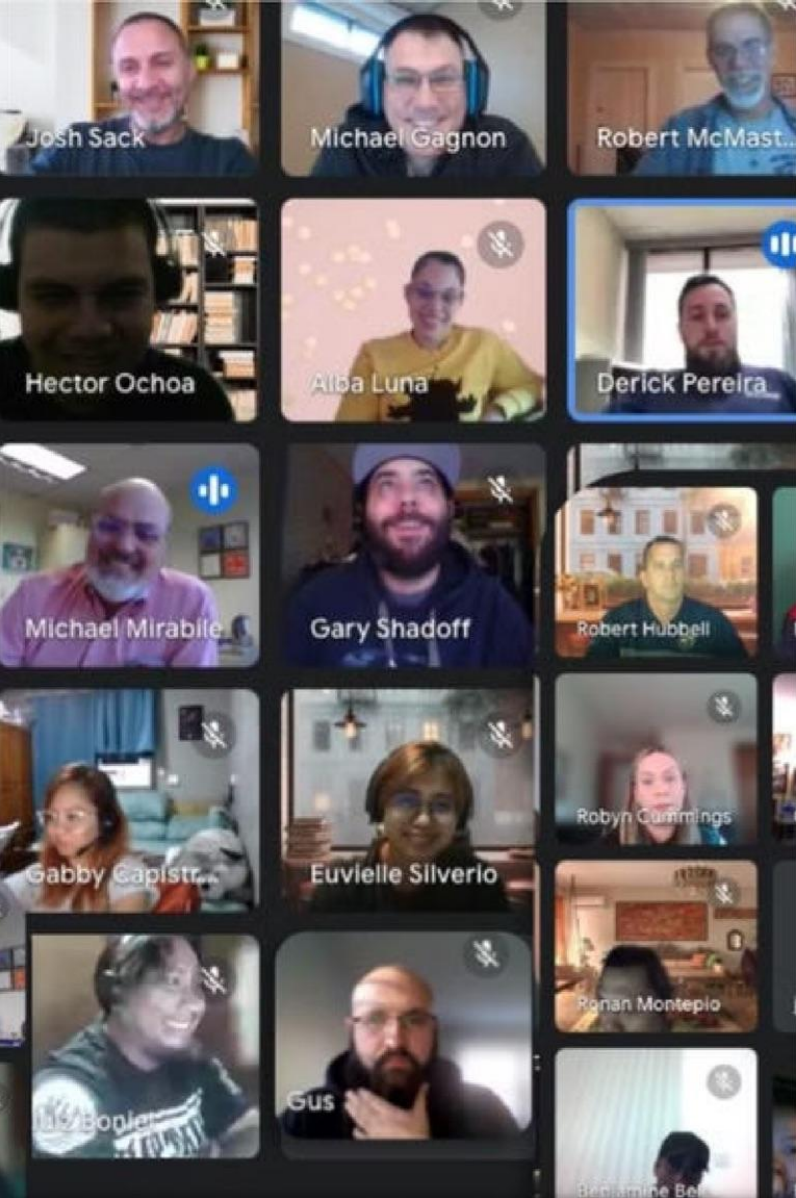 Josh Sack
Michael Gagnon
Robert McMast...
Hector Ochoa
Alba Luna
Derick Pereira
Michael Mirabile
Gary Shadoff
Robert Hubbell
Robyn Cummings
Gabby Capistr...
Euvielle Silverio
Ronan Montepio
Gus
Benjamine